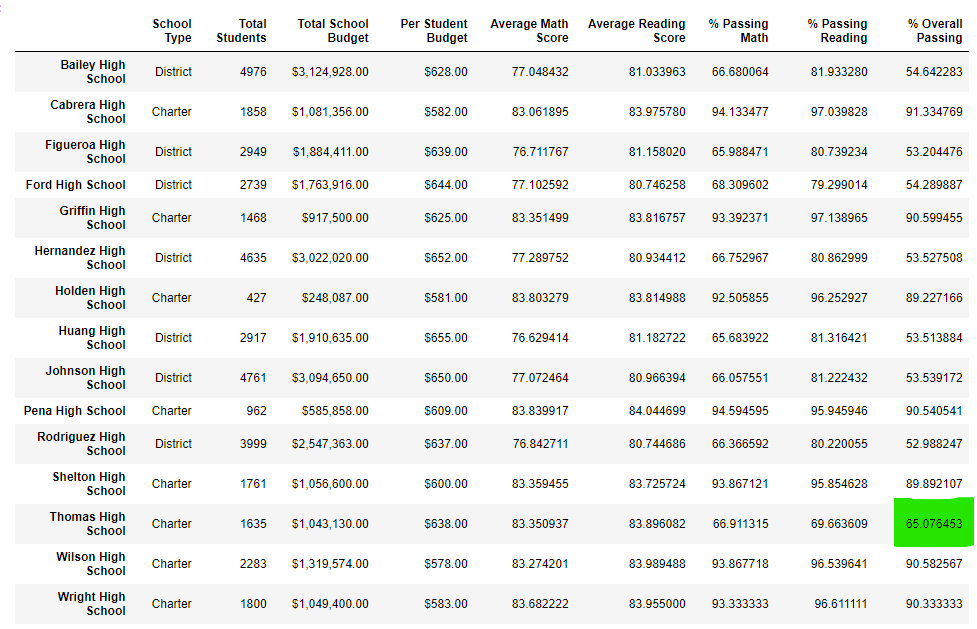 School Type Total Students Total School Budget Per Student Budget Average Math Score Average Reading Score % Passing Math % Passing Reading % Overall Passing
Bailey High School District 4976 $3,124,928.00 $628.00 77.048432 81.033963 66.680064 81.933280 54.642283
Cabrera High School Charter 1858 $1,081,356.00 $582.00 83.061895 83.975780 94.133477 97.039828 91.334769
Figueroa High School District 2949 $1,884,411.00 $639.00 76.711767 81.158020 65.988471 80.739234 53.204476
Ford High School District 2739 $1,763,916.00 $644.00 77.102592 80.746258 68.309602 79.299014 54.289887
Griffin High School Charter 1468 $917,500.00 $625.00 83.351499 83.816757 93.392371 97.138965 90.599455
Hernandez High School District 4635 $3,022,020.00 $652.00 77.289752 80.934412 66.752967 80.862999 53.527508
Holden High School Charter 427 $248,087.00 $581.00 83.803279 83.814988 92.505855 96.252927 89.227166
Huang High School District 2917 $1,910,635.00 $655.00 76.629414 81.182722 65.683922 81.316421 53.513884
Johnson High School District 4761 $3,094,650.00 $650.00 77.072464 80.966394 66.057551 81.222432 53.539172
Pena High School Charter 962 $585,858.00 $609.00 83.839917 84.044699 94.594595 95.945946 90.540541
Rodriguez High School District 3999 $2,547,363.00 $637.00 76.842711 80.744686 66.366592 80.220055 52.988247
Shelton High School Charter 1761 $1,056,600.00 $600.00 83.359455 83.725724 93.867121 95.854628 89.892107
Thomas High School Charter 1635 $1,043,130.00 $638.00 83.350937 83.896082 66.911315 69.663609 65.076453
Wilson High School Charter 2283 $1,319,574.00 $578.00 83.274201 83.989488 93.867718 96.539641 90.582567
Wright High School Charter 1800 $1,049,400.00 $583.00 83.682222 83.955000 93.333333 96.611111 90.333333